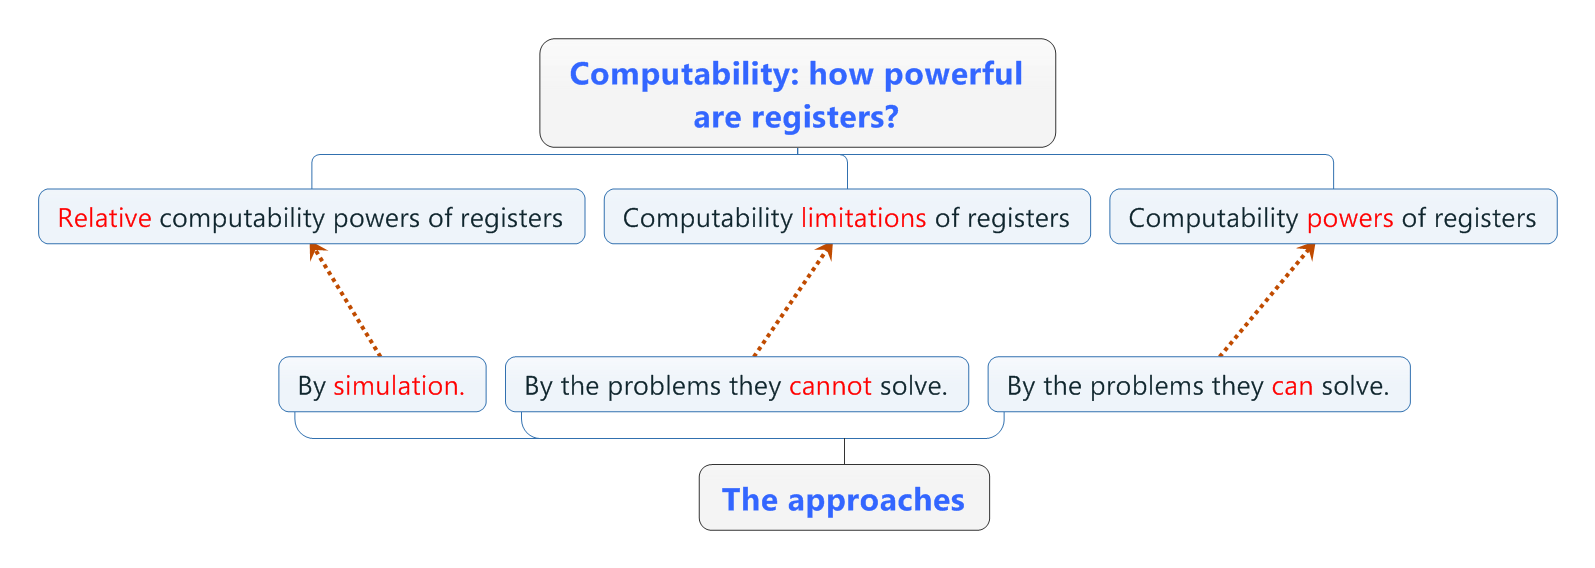 Computability: how powerful
are registers?
Relative computability powers of registers
Computability limitations of registers
Computability powers of registers
By simulation.
By the problems they cannot solve.
By the problems they can solve.
The approaches